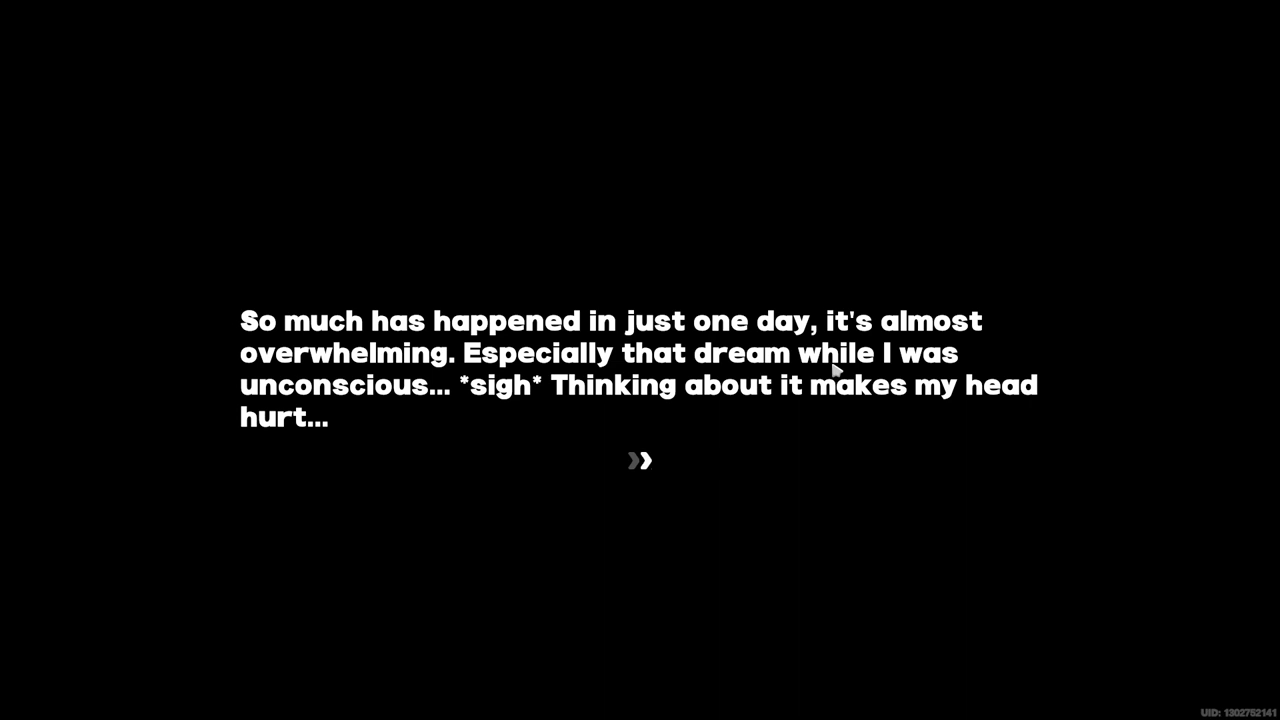 So much has happened in just one day, it's almost
overwhelming. Especially that dream while I was
unconscious... *sigh* Thinking about it makes my head
hurt...
UID: 1302752141